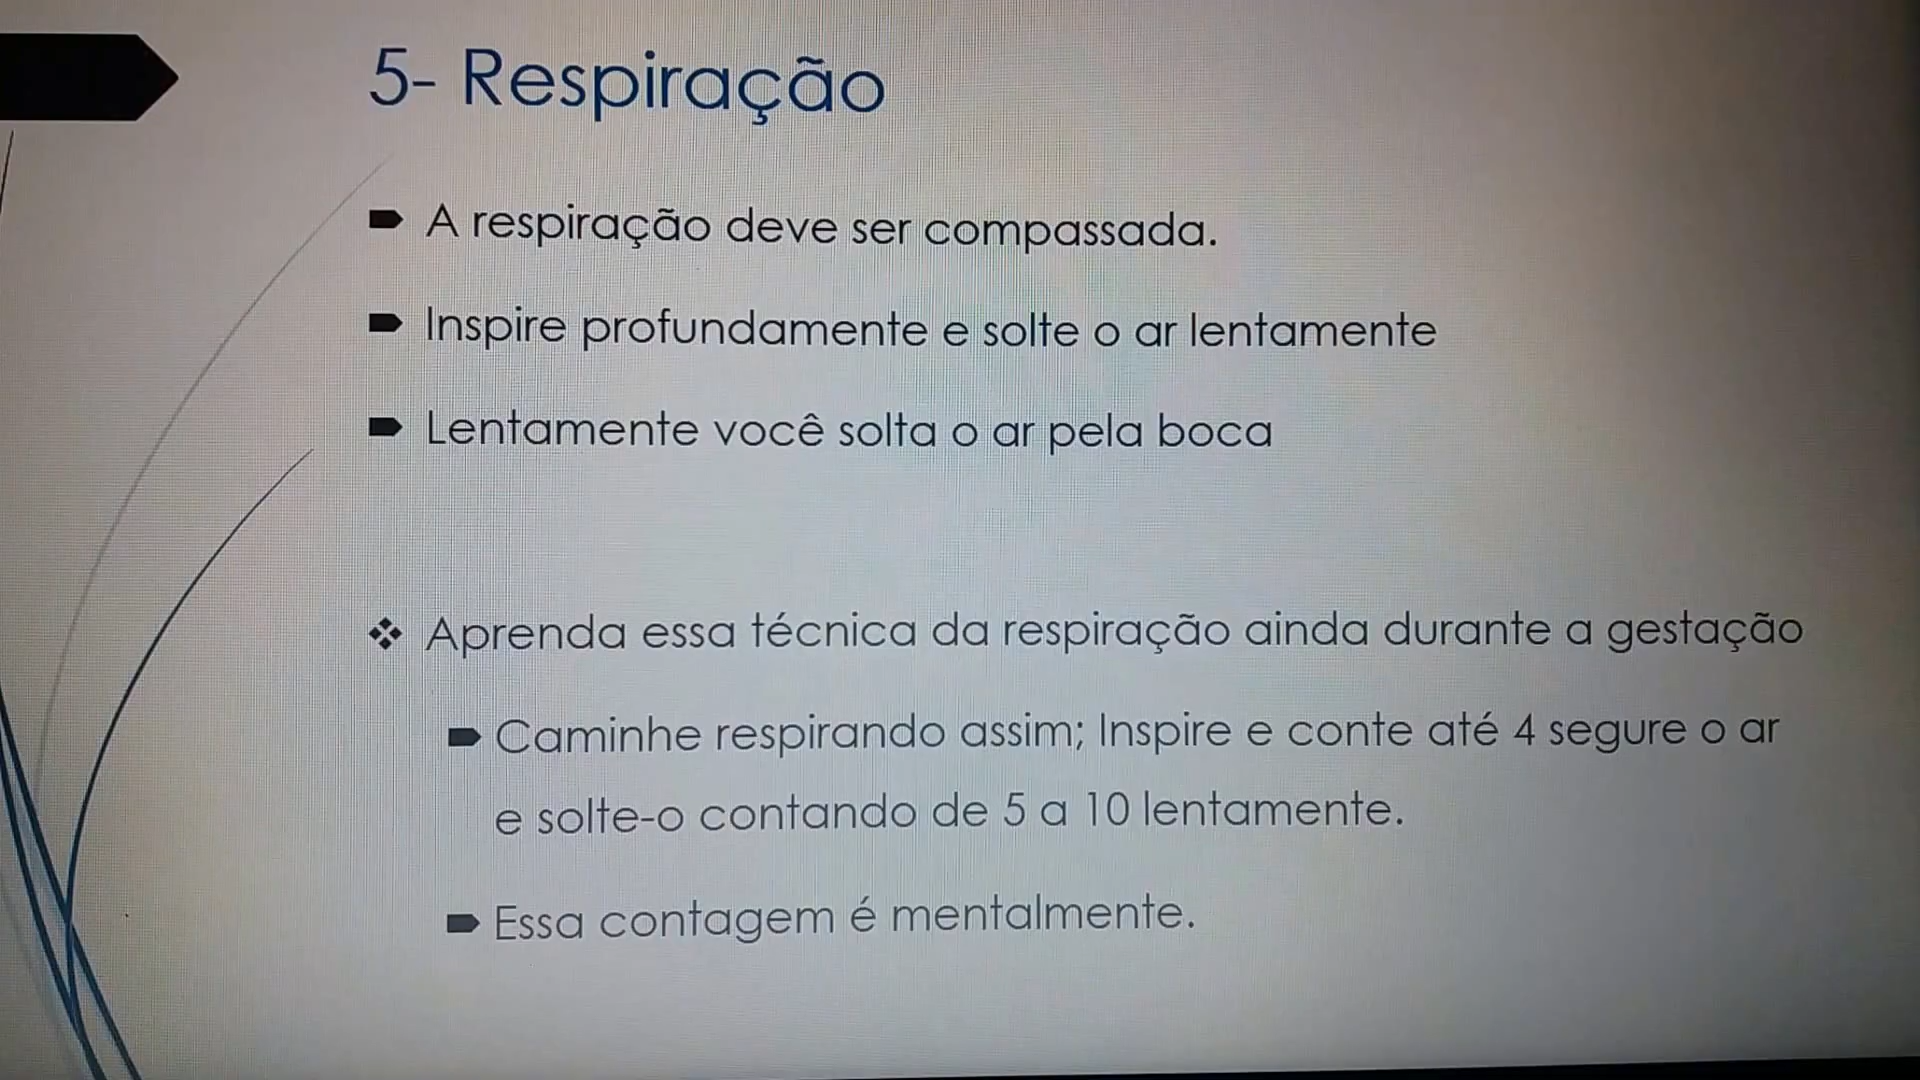 5- Respiração
A respiração deve ser compassada.
Inspire profundamente e solte o ar lentamente
Lentamente você solta o ar pela boca
Aprenda essa técnica da respiração ainda durante a gestação
Caminhe respirando assim; Inspire e conte até 4 segure o ar
e solte-o contando de 5 a 10 lentamente.
Essa contagem é mentalmente.